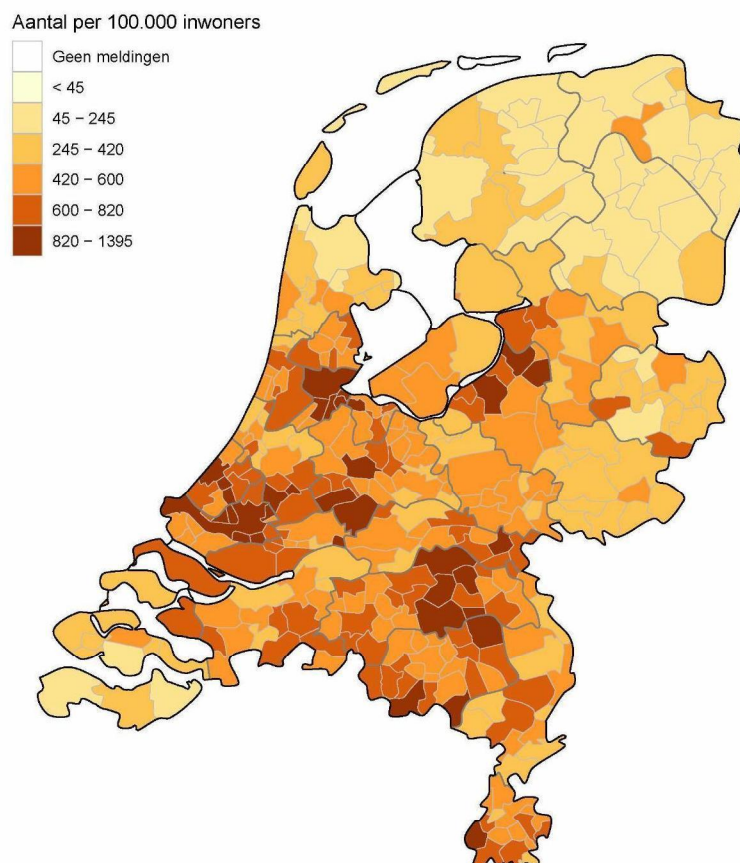 Aantal per 100.000 inwoners
Geen meldingen
< 45
45 − 245
245 − 420
420 − 600
600 − 820
820 − 1395